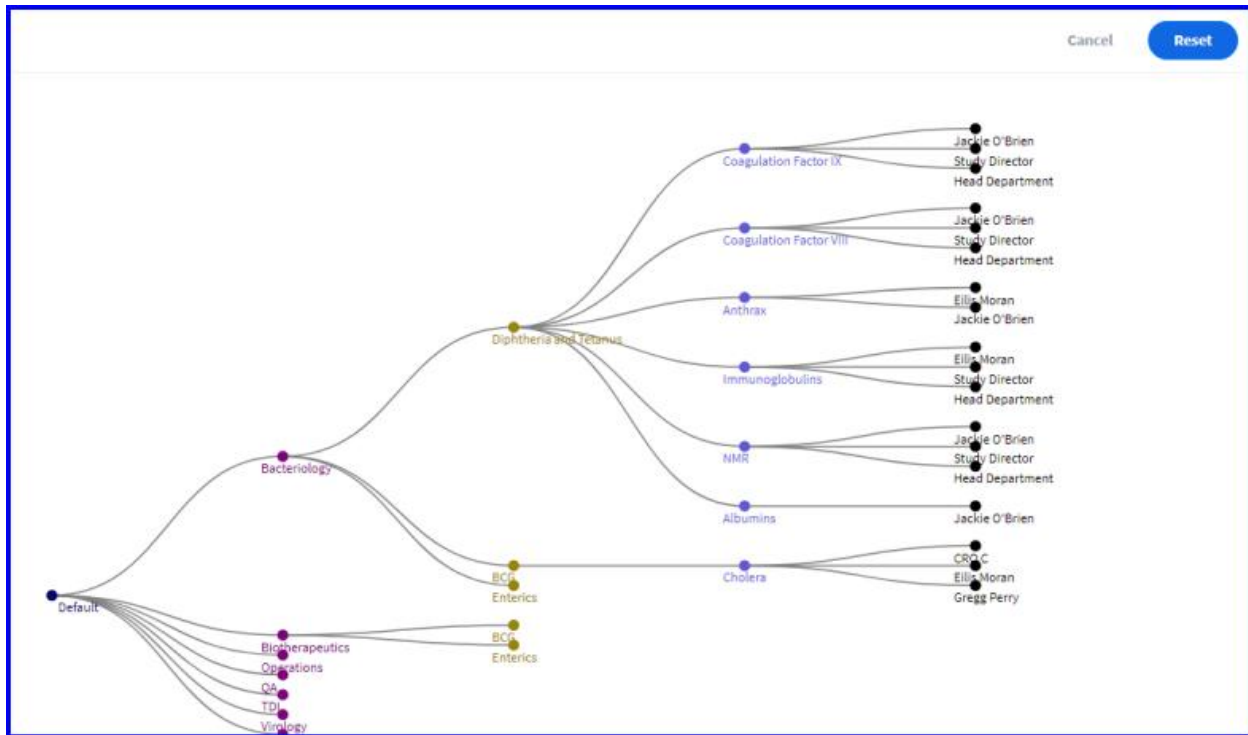 Cancel
Reset
Jackie O'Brien
Coagulation Factor IX
Study Director
Head Department
Jackie O'Brien
Coagulation Factor VIII
Study Director
Head Department
Eilis Moran
Anthrax
Jackie O'Brien
Diphtheria and Tetanus
Eilis Moran
Immunoglobulins
Study Director
Head Department
Jackie O'Brien
Bacteriology
NMR
Study Director
Head Department
Albumins
Jackie O'Brien
CRO C
BCG
Cholera
Eilis Moran
Enterics
Gregg Perry
Default
BCG
Biotherapeutics
Enterics
Operations
QA
TDI
Virology